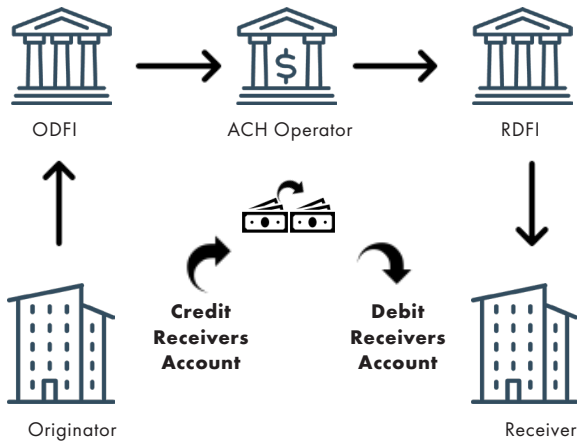 $
ODFI
ACH Operator
RDFI
Credit
Receivers
Account
Debit
Receivers
Account
Originator
Receiver